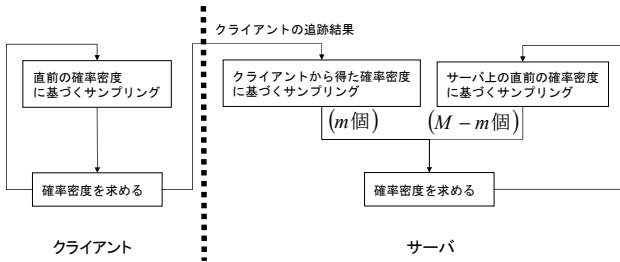 クライアントの追跡結果
直前の確率密度
に基づくサンプリング
クライアントから得た確率密度
に基づくサンプリング
サーバ上の直前の確率密度
に基づくサンプリング
(m個)
(M − m個)
確率密度を求める
確率密度を求める
クライアント
サーバ